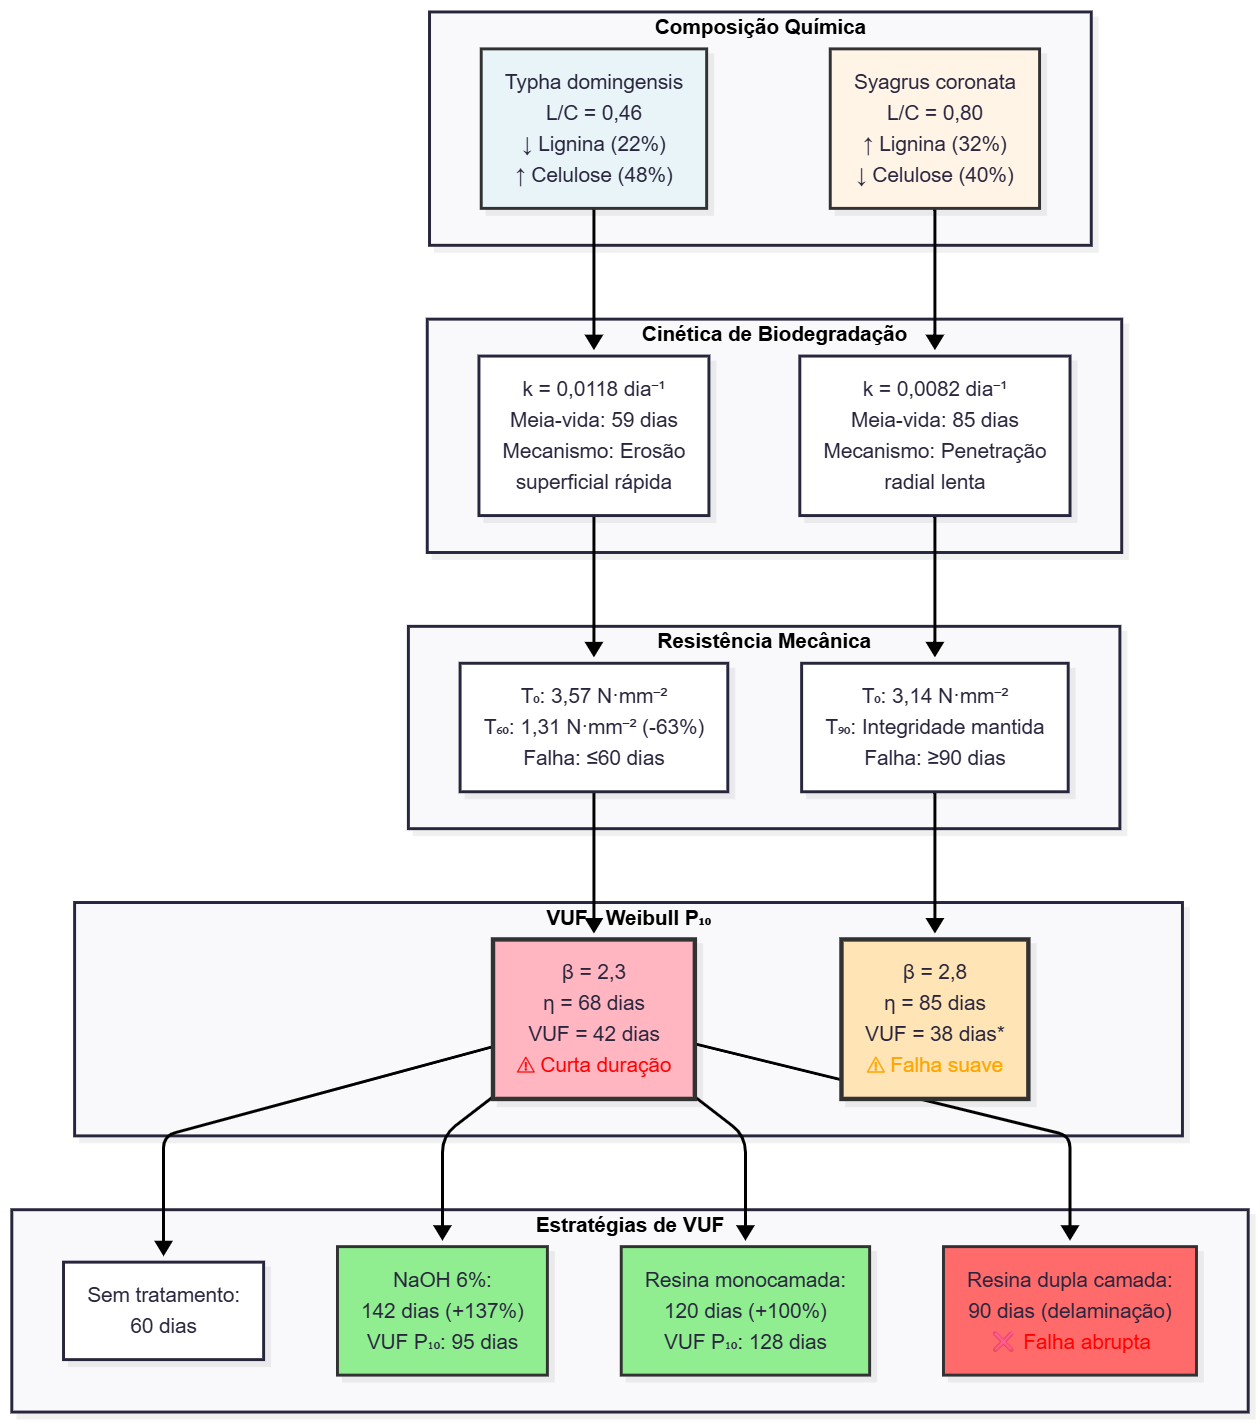 Composição Química
Typha domingensis
L/C = 0,46
↓ Lignina (22%)
↑ Celulose (48%)
Syagrus coronata
L/C = 0,80
↑ Lignina (32%)
↓ Celulose (40%)
Cinética de Biodegradação
k = 0,0118 dia⁻¹
Meia-vida: 59 dias
Mecanismo: Erosão
superficial rápida
k = 0,0082 dia⁻¹
Meia-vida: 85 dias
Mecanismo: Penetração
radial lenta
Resistência Mecânica
T₀: 3,57 N·mm⁻²
T₆₀: 1,31 N·mm⁻² (-63%)
Falha: ≤60 dias
T₀: 3,14 N·mm⁻²
T₉₀: Integridade mantida
Falha: ≥90 dias
VUF Weibull P₁₀
β = 2,3
η = 68 dias
VUF = 42 dias
⚠ Curta duração
β = 2,8
η = 85 dias
VUF = 38 dias*
⚠ Falha suave
Estratégias de VUF
Sem tratamento:
60 dias
NaOH 6%:
142 dias (+137%)
VUF P₁₀: 95 dias
Resina monocamada:
120 dias (+100%)
VUF P₁₀: 128 dias
Resina dupla camada:
90 dias (delaminação)
❌ Falha abrupta